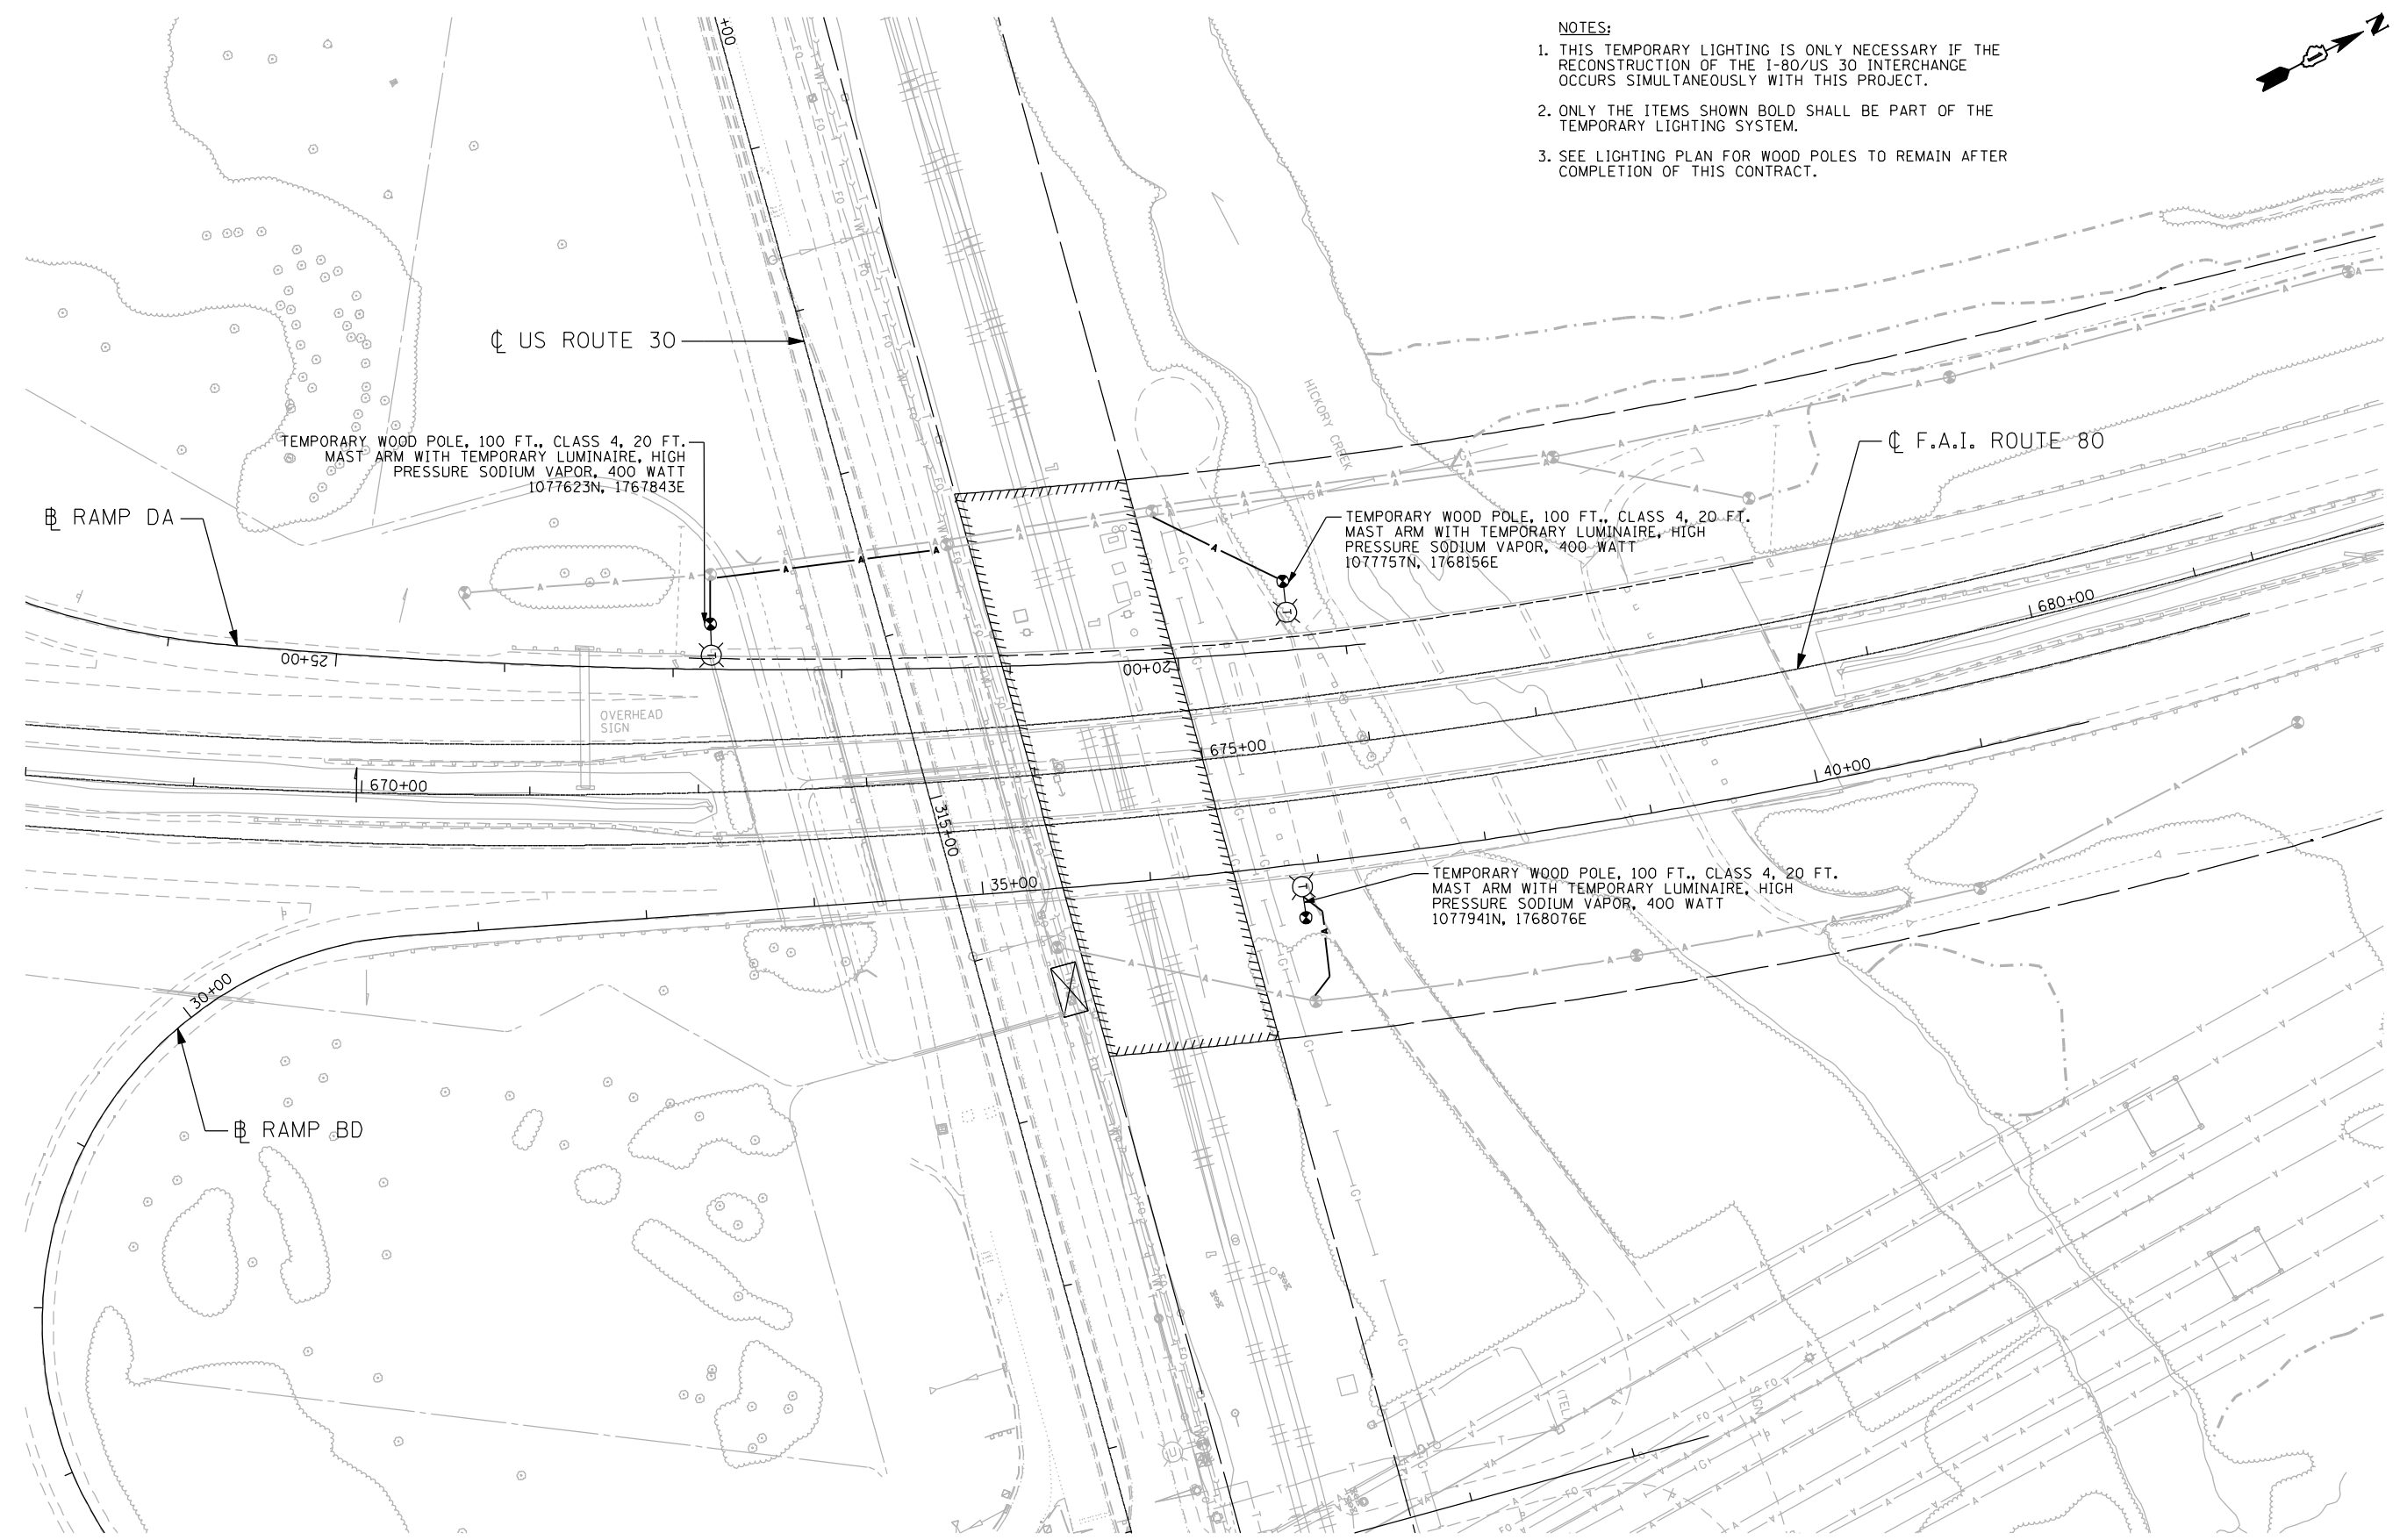 NOTES:
1. THIS TEMPORARY LIGHTING IS ONLY NECESSARY IF THE
RECONSTRUCTION OF THE I-80/US 30 INTERCHANGE
OCCURS SIMULTANEOUSLY WITH THIS PROJECT.
2. ONLY THE ITEMS SHOWN BOLD SHALL BE PART OF THE
TEMPORARY LIGHTING SYSTEM.
3. SEE LIGHTING PLAN FOR WOOD POLES TO REMAIN AFTER
COMPLETION OF THIS CONTRACT.
N
+00
℄ US ROUTE 30
HICKORY CREEK
TEMPORARY WOOD POLE, 100 FT., CLASS 4, 20 FT.
MAST ARM WITH TEMPORARY LUMINAIRE, HIGH
PRESSURE SODIUM VAPOR, 400 WATT
1077623N, 1767843E
℄ F.A.I. ROUTE 80
BL RAMP DA
TEMPORARY WOOD POLE, 100 FT., CLASS 4, 20 FT.
MAST ARM WITH TEMPORARY LUMINAIRE, HIGH
PRESSURE SODIUM VAPOR, 400 WATT
1077757N, 1768156E
680+00
25+00
20+00
OVERHEAD
SIGN
675+00
40+00
670+00
315+00
35+00
TEMPORARY WOOD POLE, 100 FT., CLASS 4, 20 FT.
MAST ARM WITH TEMPORARY LUMINAIRE, HIGH
PRESSURE SODIUM VAPOR, 400 WATT
1077941N, 1768076E
30+00
BL RAMP BD